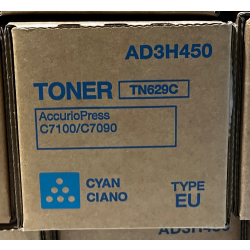 AD3H450
TONER TN629C
AccurioPress
C7100/C7090
CYAN
CIANO
TYPE
EU